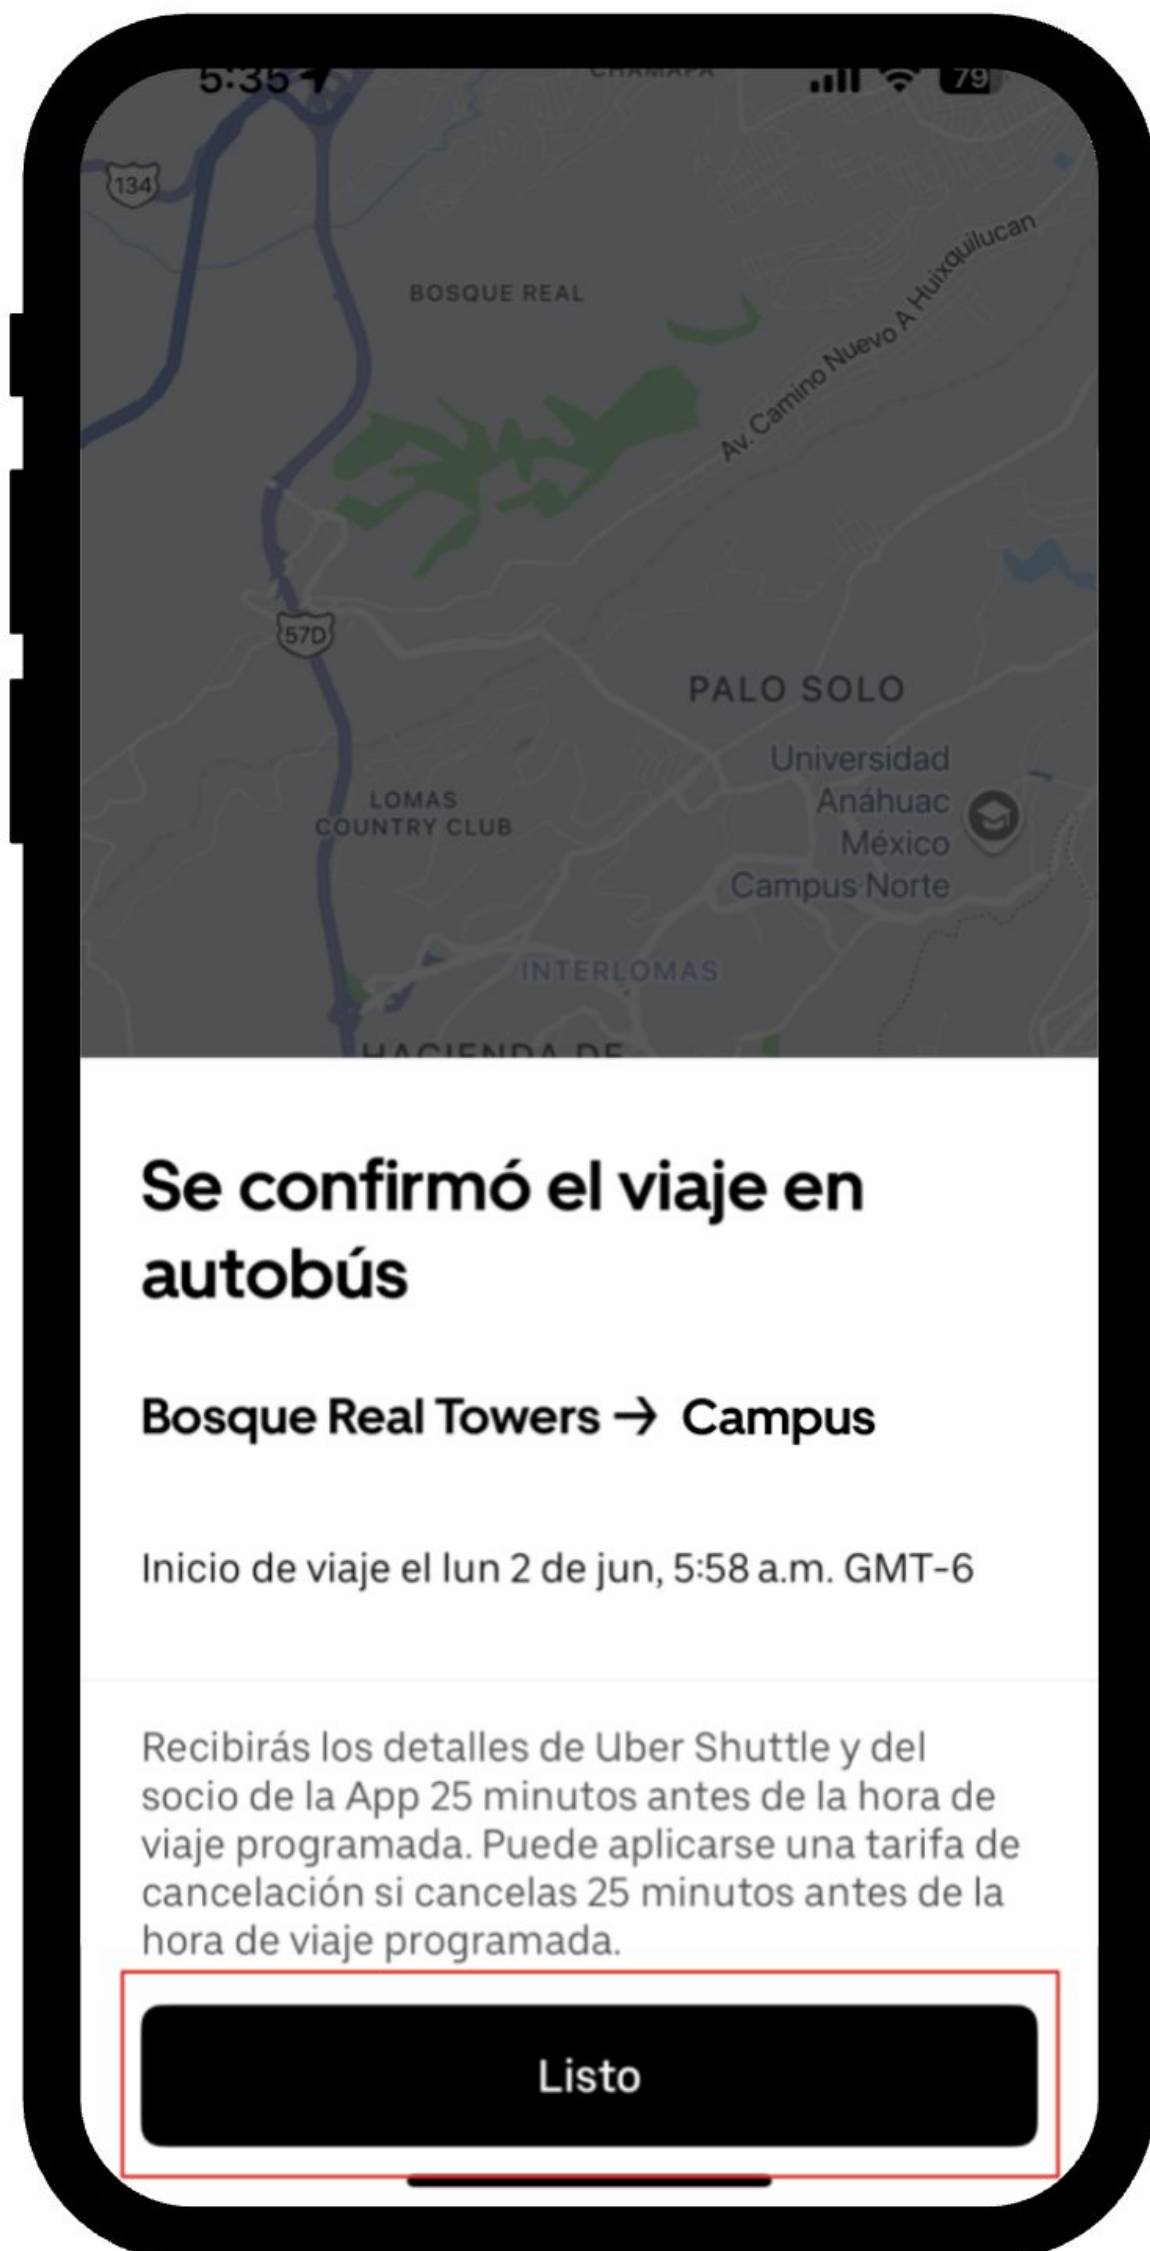 5:35
CHAMAPA
79
134
Av. Camino Nuevo A Huixquilucan
BOSQUE REAL
57D
PALO SOLO
Universidad
Anáhuac
México
Campus Norte
LOMAS
COUNTRY CLUB
INTERLOMAS
HACIENDA DE
Se confirmó el viaje en
autobús
Bosque Real Towers → Campus
Inicio de viaje el lun 2 de jun, 5:58 a.m. GMT-6
Recibirás los detalles de Uber Shuttle y del
socio de la App 25 minutos antes de la hora de
viaje programada. Puede aplicarse una tarifa de
cancelación si cancelas 25 minutos antes de la
hora de viaje programada.
Listo